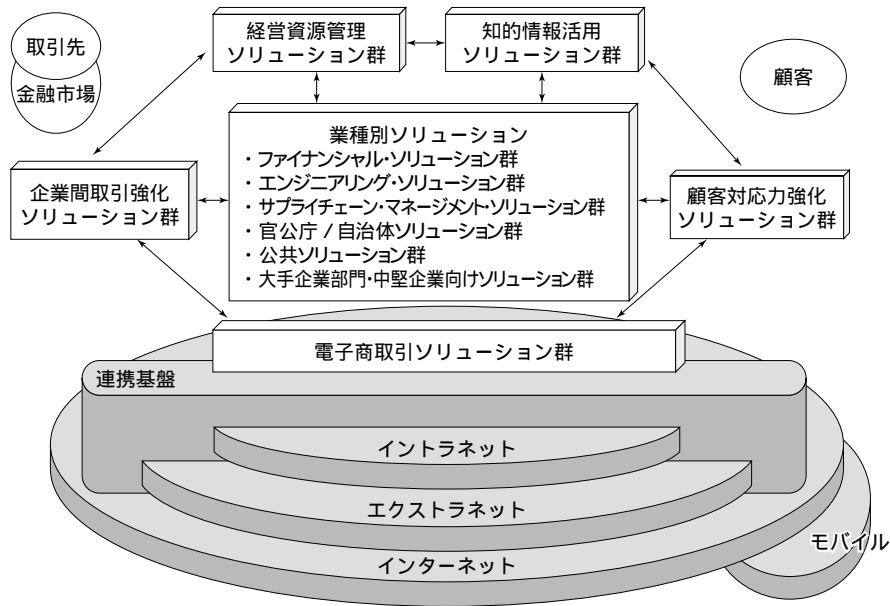 取引先
金融市場
経営資源管理
ソリューション群
知的情報活用
ソリューション群
顧客
業種別ソリューション
・ファイナンシャル・ソリューション群
・エンジニアリング・ソリューション群
・サプライチェーン・マネージメント・ソリューション群
・官公庁 / 自治体ソリューション群
・公共ソリューション群
・大手企業部門・中堅企業向けソリューション群
企業間取引強化
ソリューション群
顧客対応力強化
ソリューション群
電子商取引ソリューション群
連携基盤
イントラネット
エクストラネット
インターネット
モバイル